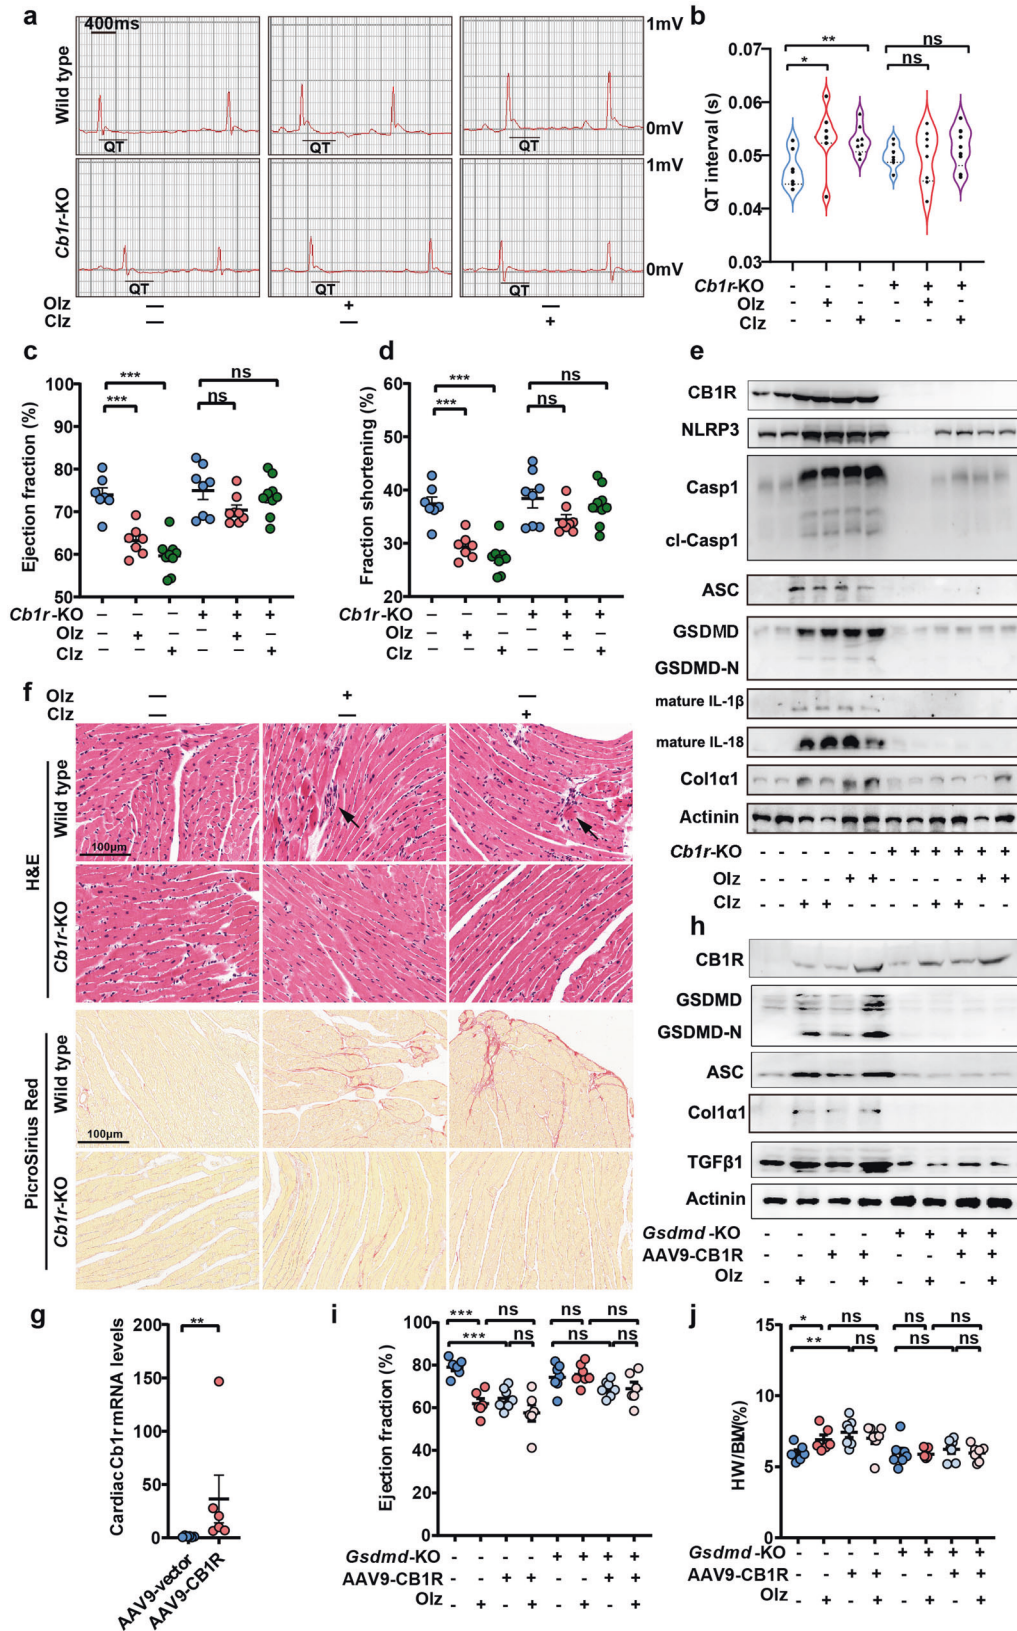 a
400ms
1mV
Wild type
0mV
QT
QT
QT
1mV
Cb1r-KO
0mV
QT
QT
QT
Olz — + —
Clz — — +
b
0.07
** ns
* ns
0.06
QT interval (s)
0.05
0.04
0.03
Cb1r-KO - - - + + +
Olz - + - - + -
Clz - - + - - +
c
100
*** ns
*** ns
90
Ejection fraction (%)
80
70
60
50
Cb1r-KO – – – + + +
Olz – + – – + –
Clz – – + – – +
d
60
*** ns
*** ns
50
Fraction shortening (%)
40
30
20
Cb1r-KO – – – + + +
Olz – + – – + –
Clz – – + – – +
e
CB1R
NLRP3
Casp1
cl-Casp1
ASC
GSDMD
GSDMD-N
mature IL-1β
mature IL-18
Col1α1
Actinin
Cb1r-KO - - - - - - + + + + + +
Olz - - - - + + - - - - + +
Clz - - + + - - - - + + - -
f
Olz — + —
Clz — — +
H&E
Wild type
100μm
Cb1r-KO
PicroSirius Red
Wild type
100μm
Cb1r-KO
g
200
**
Cardiac Cb1r mRNA levels
150
100
50
0
AAV9-vector
AAV9-CB1R
h
CB1R
GSDMD
GSDMD-N
ASC
Col1α1
TGFβ1
Actinin
Gsdmd-KO - - - - + + + +
AAV9-CB1R - - + + - - + +
Olz - + - + - + - +
i
100
*** ns ns ns
*** ns ns ns
Ejection fraction (%)
80
60
40
20
0
Gsdmd-KO - - - - + + + +
AAV9-CB1R - - + + - - + +
Olz - + - + - + - +
j
15
* ns ns ns
** ns ns ns
HW/BW(%)
10
5
0
Gsdmd-KO - - - - + + + +
AAV9-CB1R - - + + - - + +
Olz - + - + - + - +